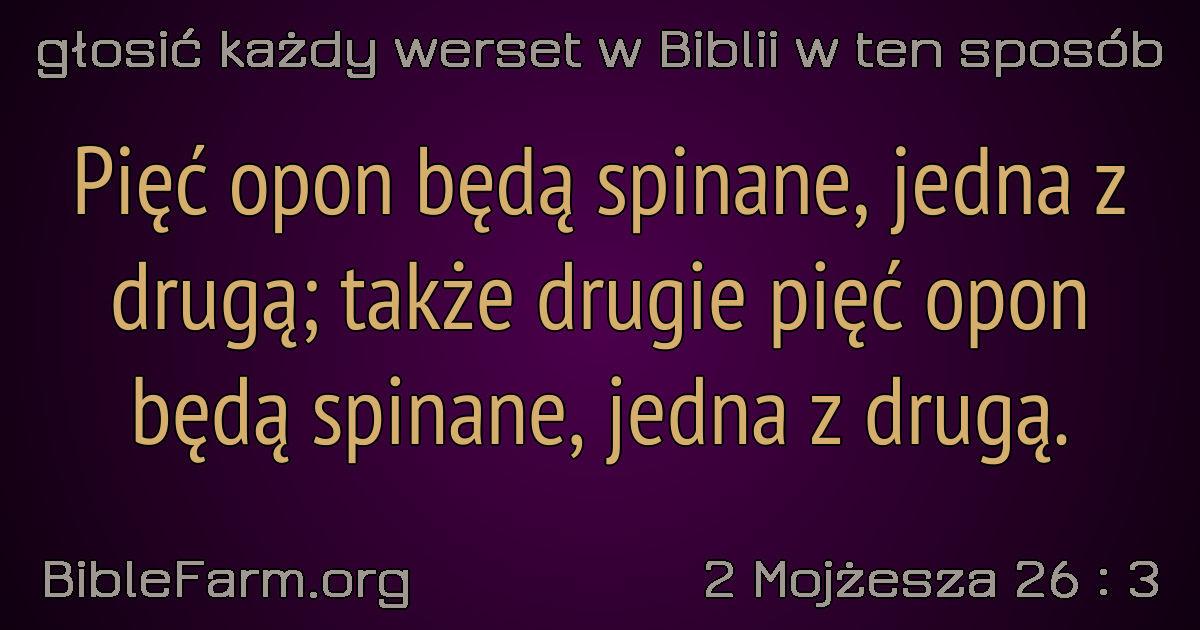 głosić każdy werset w Biblii w ten sposób
Pięć opon będą spinane, jedna z
drugą; także drugie pięć opon
będą spinane, jedna z drugą.
BibleFarm.org
2 Mojżesza 26 : 3